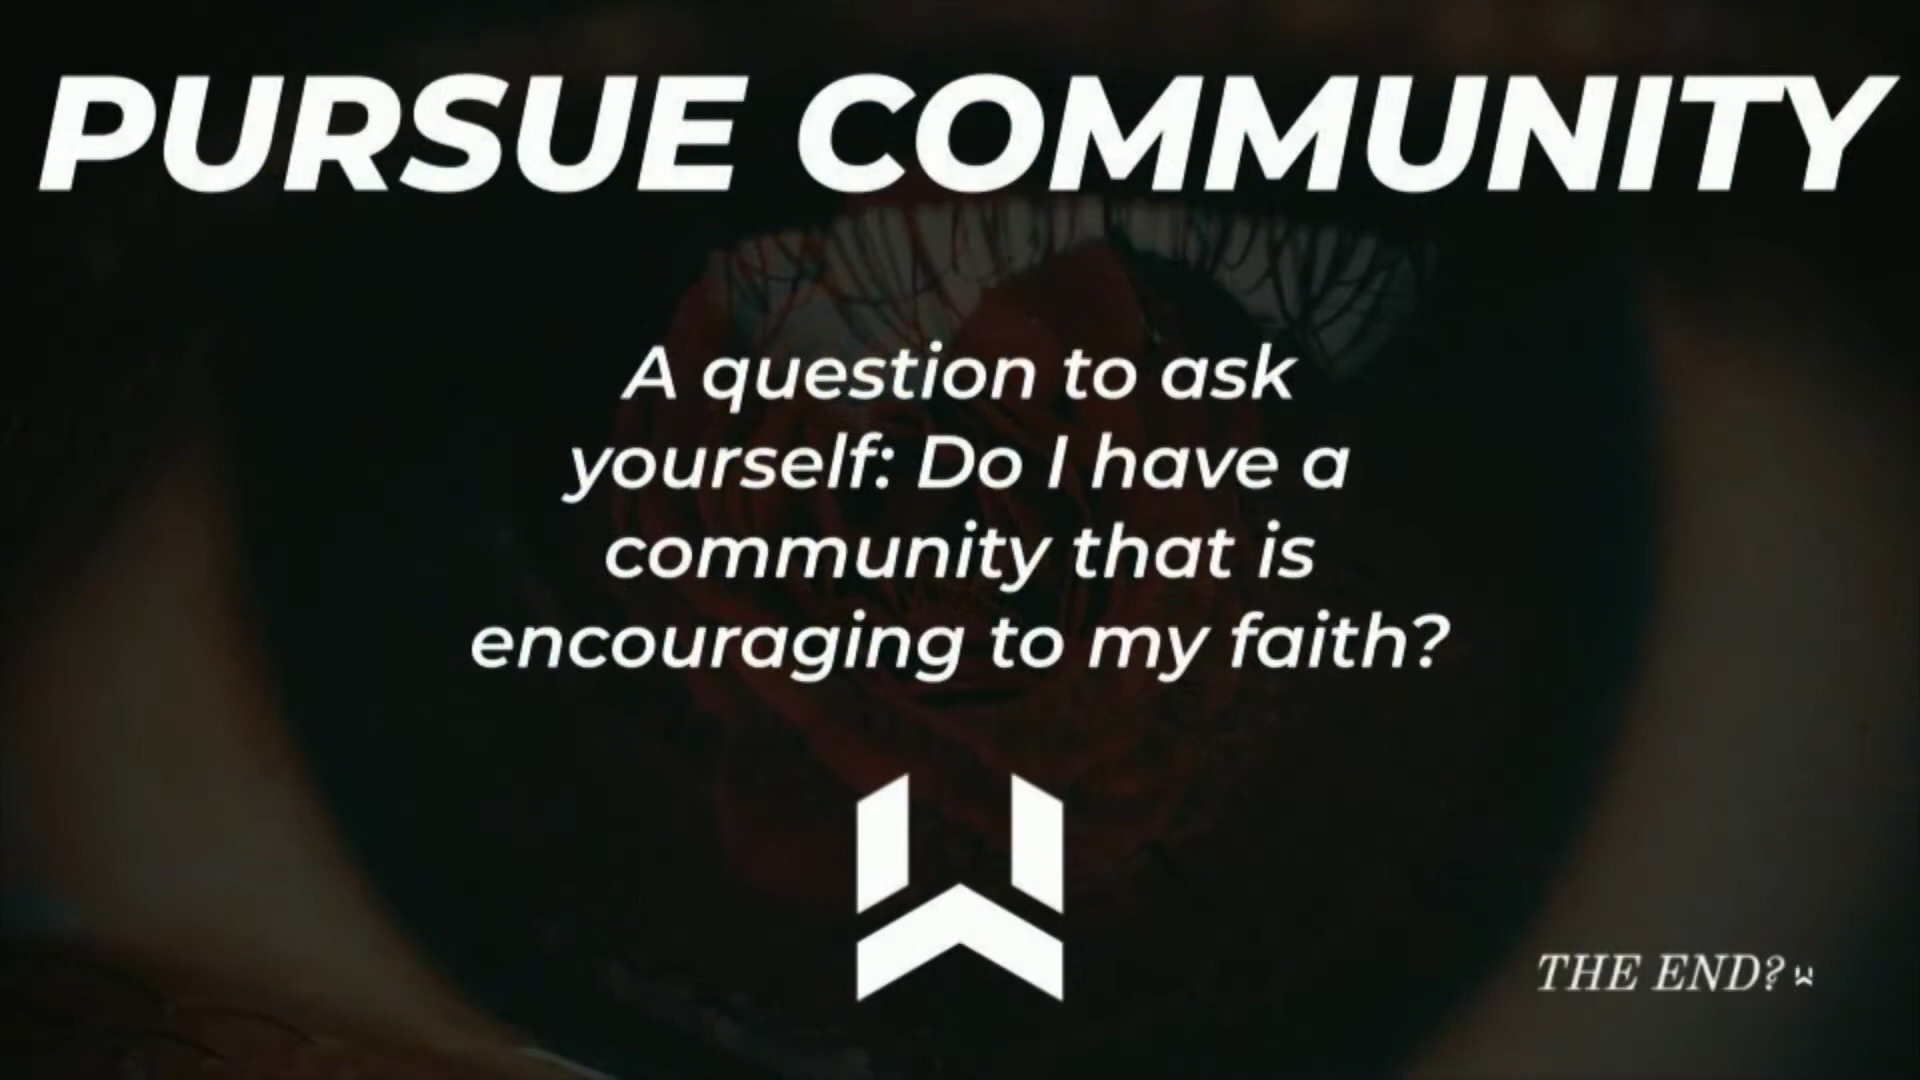 PURSUE COMMUNITY
A question to ask
yourself: Do I have a
community that is
encouraging to my faith?
THE END?